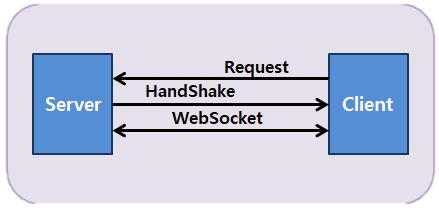 Request
HandShake
Server
Client
WebSocket